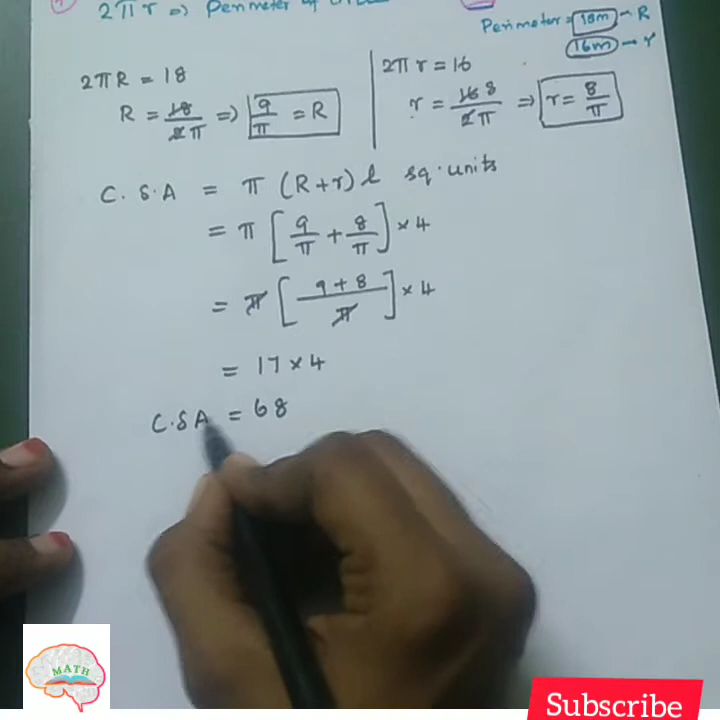 2πr ⇒ Perimeter of
Perimeter = 18m - R
16m - r
2πR = 18
R = 18/2π ⇒ 9/π = R
2πr = 16
r = 16 8/2π ⇒ r = 8/π
C.S.A = π (R+r) l sq.units
= π [9/π + 8/π] × 4
= π [9+8/π] × 4
= 17 × 4
C.S.A = 68
MATH
Subscribe